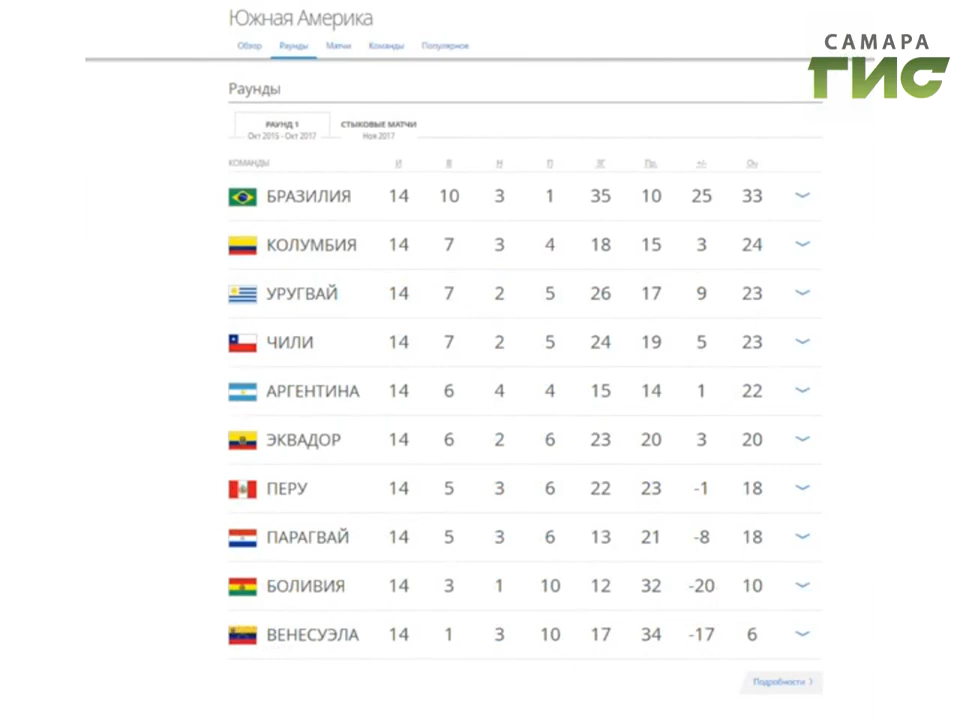 Южная Америка
САМАРА
ГИС
Обзор Раунды Матчи Команды Популярное
Раунды
РАУНД 1 СТЫКОВЫЕ МАТЧИ
Окт 2015 - Окт 2017 Ноя 2017
КОМАНДЫ И В Н П ЗГ Пр. +/- Оч
БРАЗИЛИЯ 14 10 3 1 35 10 25 33
КОЛУМБИЯ 14 7 3 4 18 15 3 24
УРУГВАЙ 14 7 2 5 26 17 9 23
ЧИЛИ 14 7 2 5 24 19 5 23
АРГЕНТИНА 14 6 4 4 15 14 1 22
ЭКВАДОР 14 6 2 6 23 20 3 20
ПЕРУ 14 5 3 6 22 23 -1 18
ПАРАГВАЙ 14 5 3 6 13 21 -8 18
БОЛИВИЯ 14 3 1 10 12 32 -20 10
ВЕНЕСУЭЛА 14 1 3 10 17 34 -17 6
Подробности